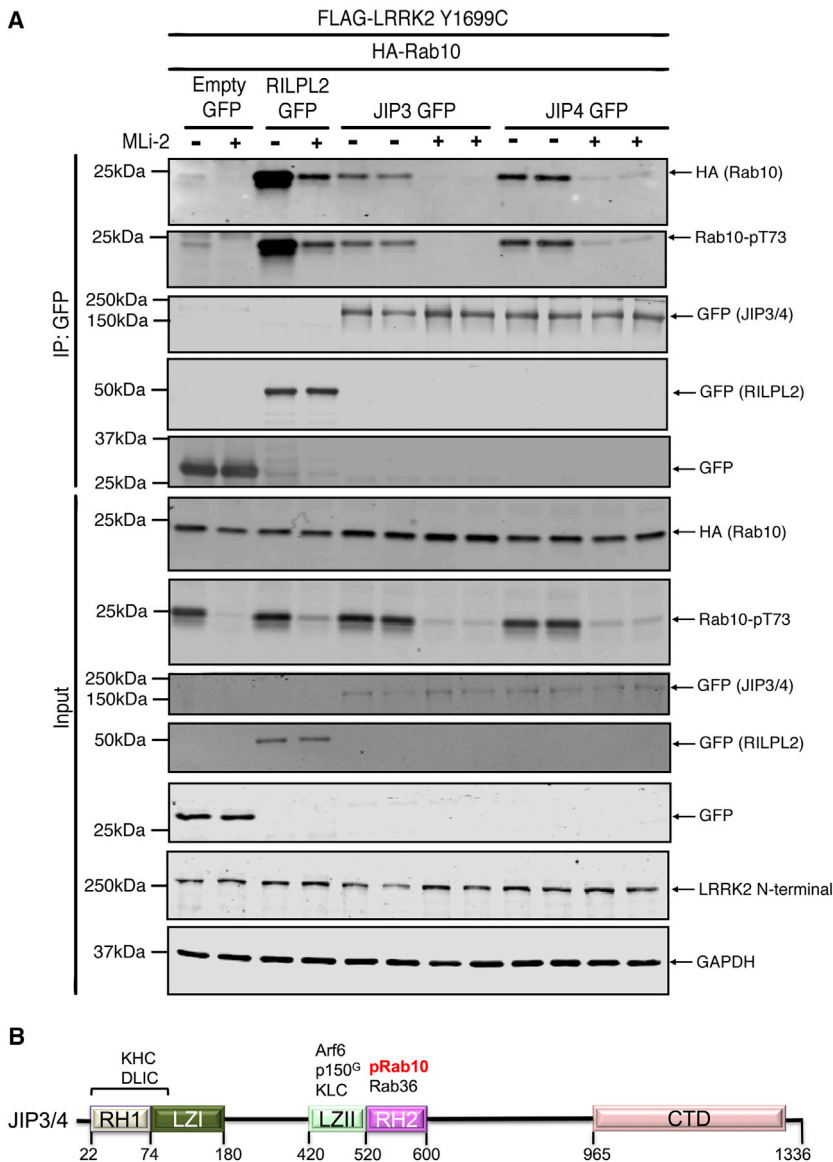 A
FLAG-LRRK2 Y1699C
HA-Rab10
Empty GFP
RILPL2 GFP
JIP3 GFP
JIP4 GFP
MLi-2 - + - + - - + + - - + +
IP: GFP
25kDa HA (Rab10)
25kDa Rab10-pT73
250kDa
150kDa GFP (JIP3/4)
50kDa GFP (RILPL2)
37kDa
25kDa GFP
Input
25kDa HA (Rab10)
25kDa Rab10-pT73
250kDa
150kDa GFP (JIP3/4)
50kDa GFP (RILPL2)
25kDa GFP
250kDa LRRK2 N-terminal
37kDa GAPDH
B
KHC
DLIC
Arf6
p150ᴳ
KLC
pRab10
Rab36
JIP3/4 RH1 LZI LZII RH2 CTD
22 74 180 420 520 600 965 1336